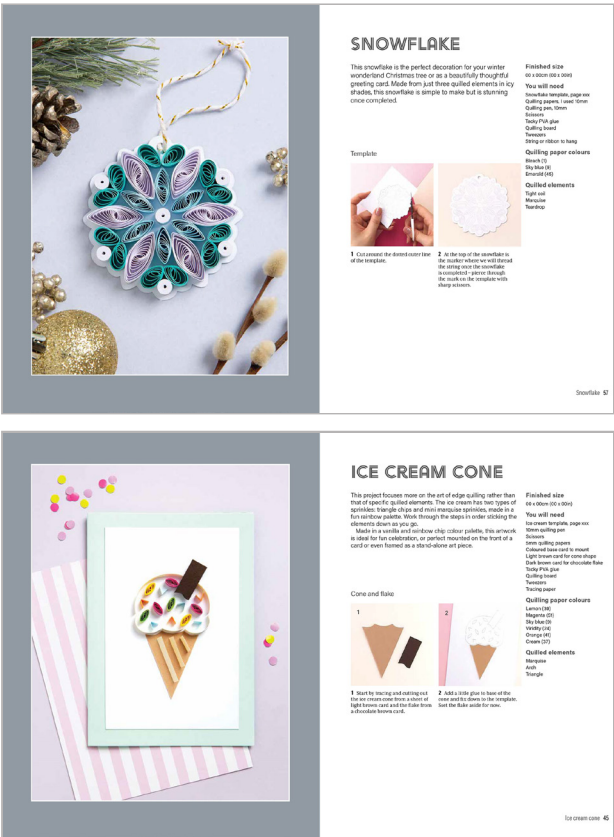 SNOWFLAKE
This snowflake is the perfect decoration for your winter
wonderland Christmas tree or as a beautifully thoughtful
greeting card. Made from just three quilled elements in icy
shades, this snowflake is simple to make but is stunning
once completed.
Template
1 Cut around the dotted outer line
of the template.
2 At the top of the snowflake is
the marker where we will thread
the string once the snowflake
is completed – pierce through
the mark on the template with
sharp scissors.
Finished size
00 x 00cm (00 x 00in)
You will need
Snowflake template, page xxx
Quilling papers, I used 10mm
Quilling pen, 10mm
Scissors
Tacky PVA glue
Quilling board
Tweezers
String or ribbon to hang
Quilling paper colours
Bleach (1)
Sky blue (9)
Emerald (45)
Quilled elements
Tight coil
Marquise
Teardrop
Snowflake 57
ICE CREAM CONE
This project focuses more on the art of edge quilling rather than
that of specific quilled elements. The ice cream has two types of
sprinkles: triangle chips and mini marquise sprinkles, made in a
fun rainbow palette. Work through the steps in order sticking the
elements down as you go.
Made in a vanilla and rainbow chip colour palette, this artwork
is ideal for fun celebration, or perfect mounted on the front of a
card or even framed as a stand-alone art piece.
Cone and flake
1
2
1 Start by tracing and cutting out
the ice cream cone from a sheet of
light brown card and the flake from
a chocolate brown card.
2 Add a little glue to base of the
cone and fix down to the template.
Sort the flake aside for now.
Finished size
00 x 00cm (00 x 00in)
You will need
Ice cream template, page xxx
10mm quilling pen
Scissors
5mm quilling papers
Coloured base card to mount
Light brown card for cone shape
Dark brown card for chocolate flake
Tacky PVA glue
Quilling board
Tweezers
Tracing paper
Quilling paper colours
Lemon (38)
Magenta (01)
Sky blue (9)
Viridity (24)
Orange (41)
Cream (37)
Quilled elements
Marquise
Arch
Triangle
Ice cream cone 45